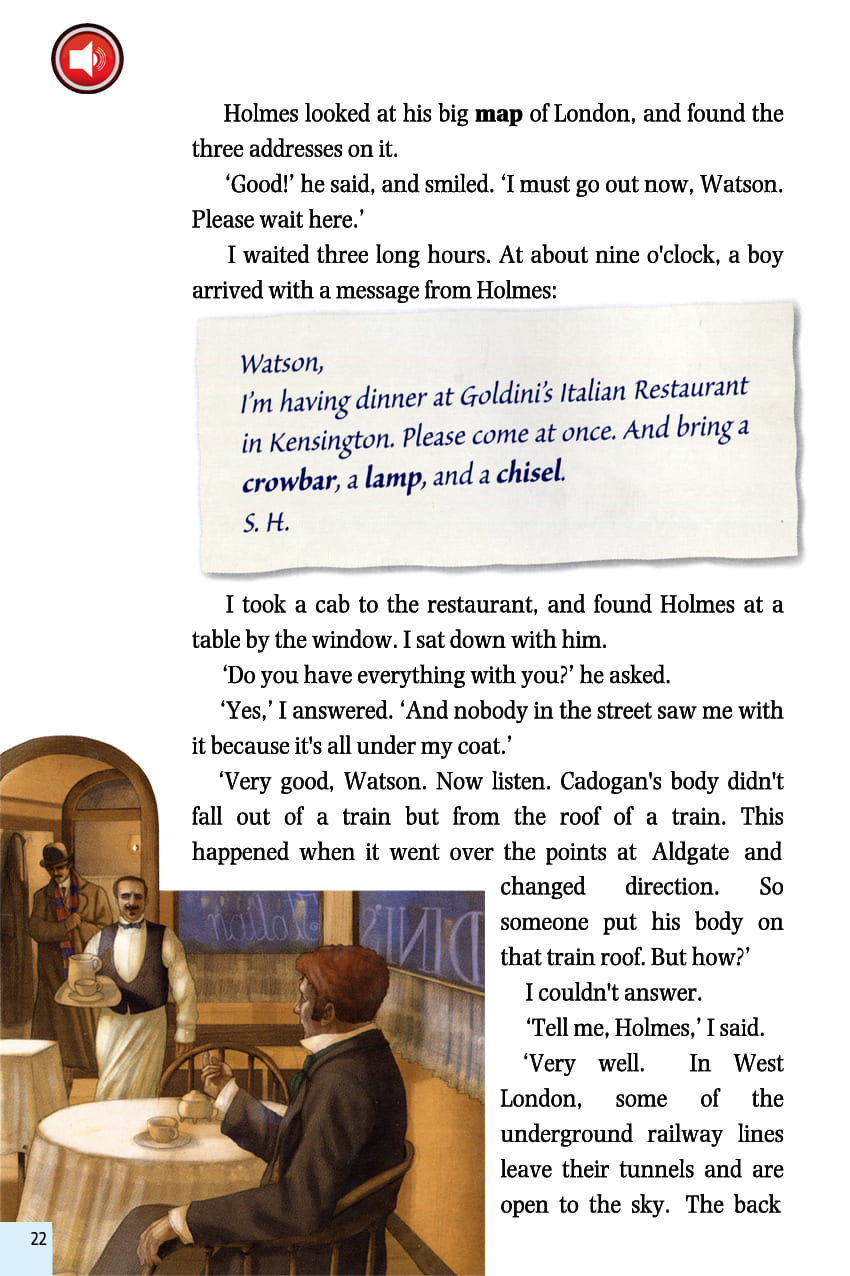 Holmes looked at his big map of London, and found the
three addresses on it.
‘Good!’ he said, and smiled. ‘I must go out now, Watson.
Please wait here.’
I waited three long hours. At about nine o'clock, a boy
arrived with a message from Holmes:
Watson,
I’m having dinner at Goldini’s Italian Restaurant
in Kensington. Please come at once. And bring a
crowbar, a lamp, and a chisel.
S. H.
I took a cab to the restaurant, and found Holmes at a
table by the window. I sat down with him.
‘Do you have everything with you?’ he asked.
‘Yes,’ I answered. ‘And nobody in the street saw me with
it because it's all under my coat.’
‘Very good, Watson. Now listen. Cadogan's body didn't
fall out of a train but from the roof of a train. This
happened when it went over the points at Aldgate and
changed direction. So
someone put his body on
that train roof. But how?’
I couldn't answer.
‘Tell me, Holmes,’ I said.
‘Very well. In West
London, some of the
underground railway lines
leave their tunnels and are
open to the sky. The back
Italian
DINI'S
22